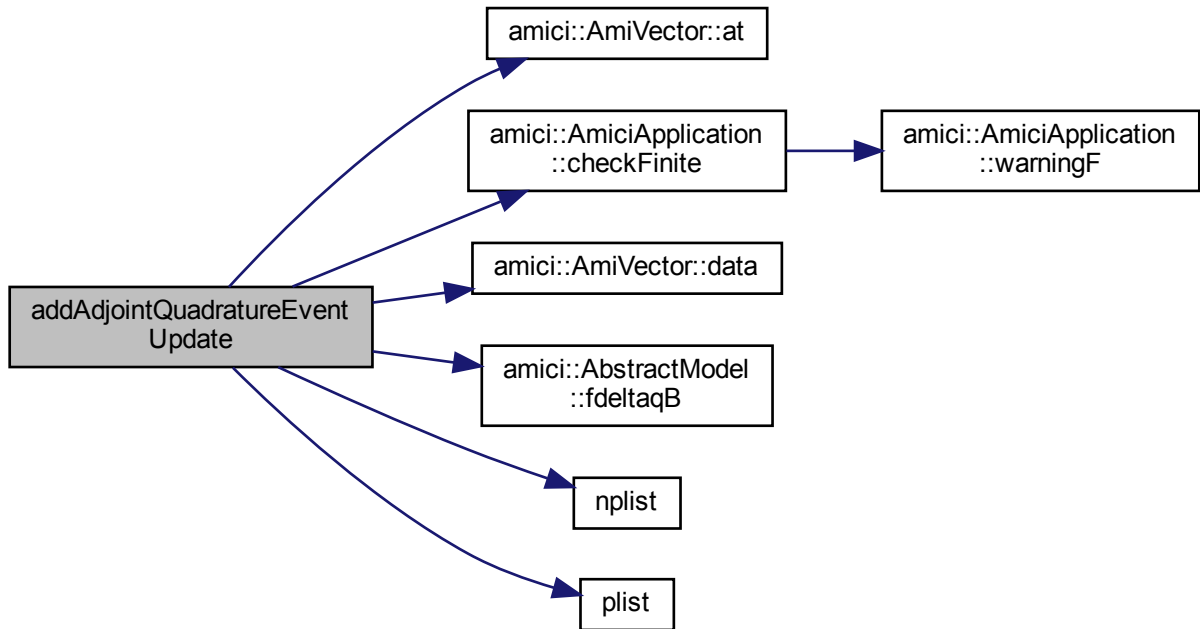 amici::AmiVector::at
amici::AmiciApplication
::checkFinite
amici::AmiciApplication
::warningF
amici::AmiVector::data
addAdjointQuadratureEvent
Update
amici::AbstractModel
::fdeltaqB
nplist
plist